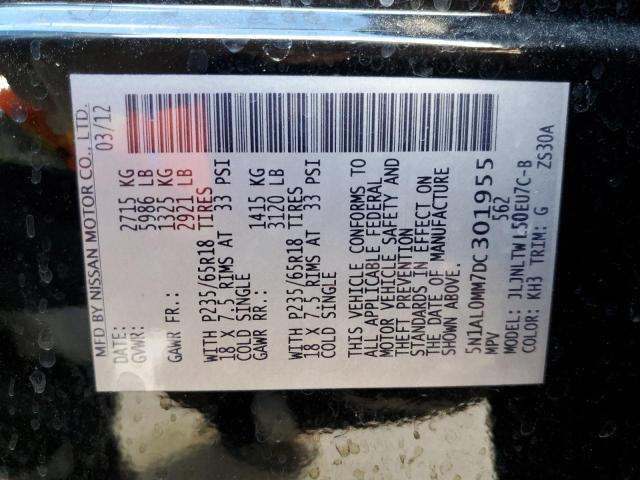 MFD BY NISSAN MOTOR CO., LTD.
DATE: 03/12
GVWR: 2715 KG
5986 LB
GAWR FR.: 1325 KG
2921 LB
WITH P235/65R18 TIRES
18 X 7.5 RIMS AT 33 PSI
COLD SINGLE
GAWR RR.: 1415 KG
3120 LB
WITH P235/65R18 TIRES
18 X 7.5 RIMS AT 33 PSI
COLD SINGLE
THIS VEHICLE CONFORMS TO
ALL APPLICABLE FEDERAL
MOTOR VEHICLE SAFETY AND
THEFT PREVENTION
STANDARDS IN EFFECT ON
THE DATE OF MANUFACTURE
SHOWN ABOVE.
5N1AL0MM7DC301955
MPV 562
MODEL: JLJNLTWL50EU7C-B
COLOR: KH3 TRIM: G ZS30A